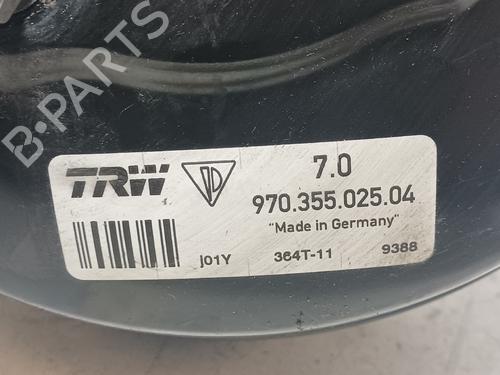 B-PARTS
TRW 7.0
970.355.025.04
"Made in Germany"
J01Y 364T-11 9388